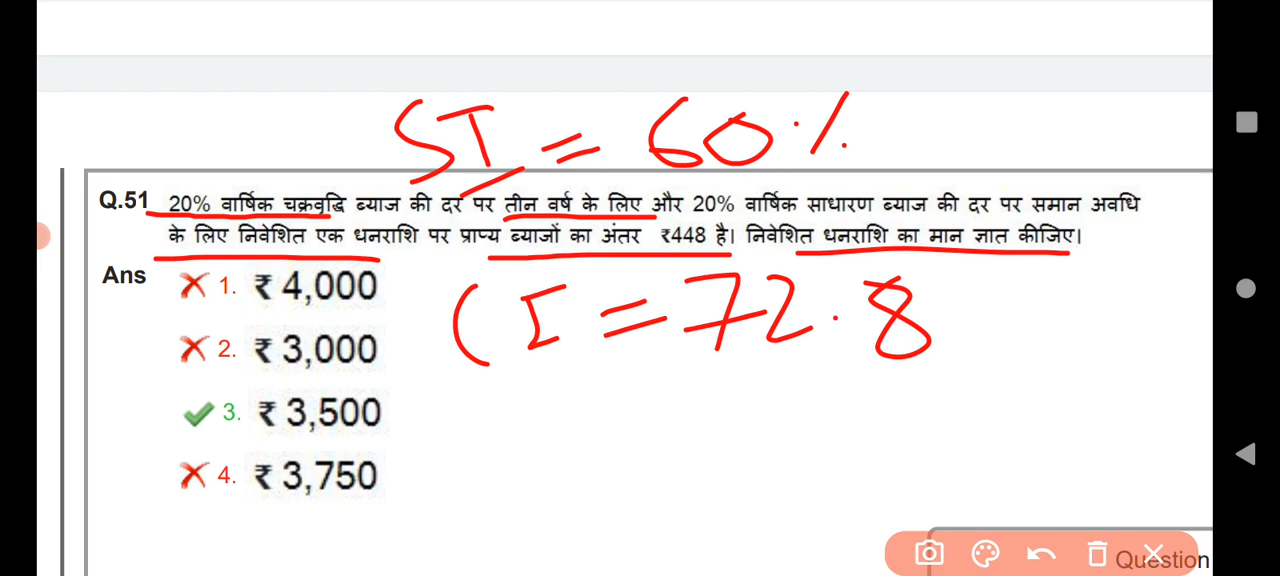 SI = 60%
Q.51 20% वार्षिक चक्रवृद्धि ब्याज की दर पर तीन वर्ष के लिए और 20% वार्षिक साधारण ब्याज की दर पर समान अवधि
के लिए निवेशित एक धनराशि पर प्राप्य ब्याजों का अंतर ₹448 है। निवेशित धनराशि का मान ज्ञात कीजिए।
Ans 1. ₹ 4,000
CI = 72.8
2. ₹ 3,000
3. ₹ 3,500
4. ₹ 3,750
Question